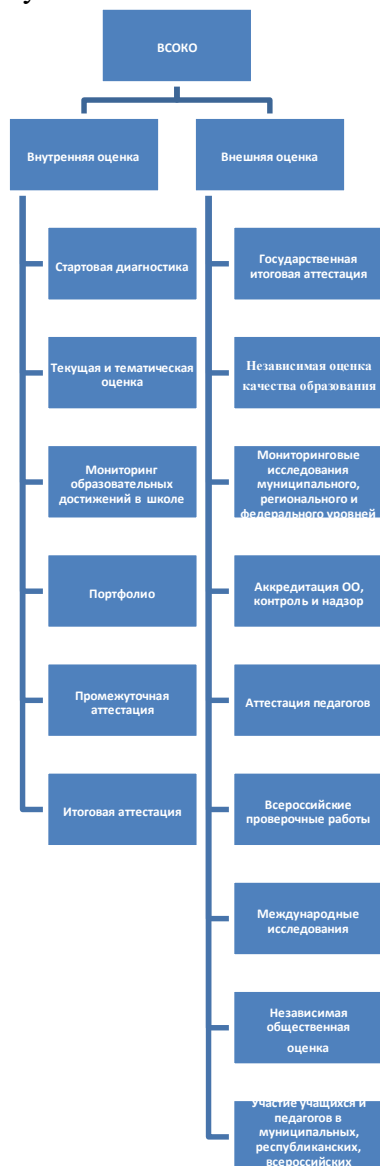 ВСОКО
Внутренняя оценка
Стартовая диагностика
Текущая и тематическая
оценка
Мониторинг
образовательных
достижений в школе
Портфолио
Промежуточная
аттестация
Итоговая аттестация
Внешняя оценка
Государственная
итоговая аттестация
Независимая оценка
качества образования
Мониторинговые
исследования
муниципального,
регионального и
федерального уровней
Аккредитация ОО,
контроль и надзор
Аттестация педагогов
Всероссийские
проверочные работы
Международные
исследования
Независимая
общественная
оценка
Участие учащихся и
педагогов в
муниципальных,
республиканских,
всероссийских